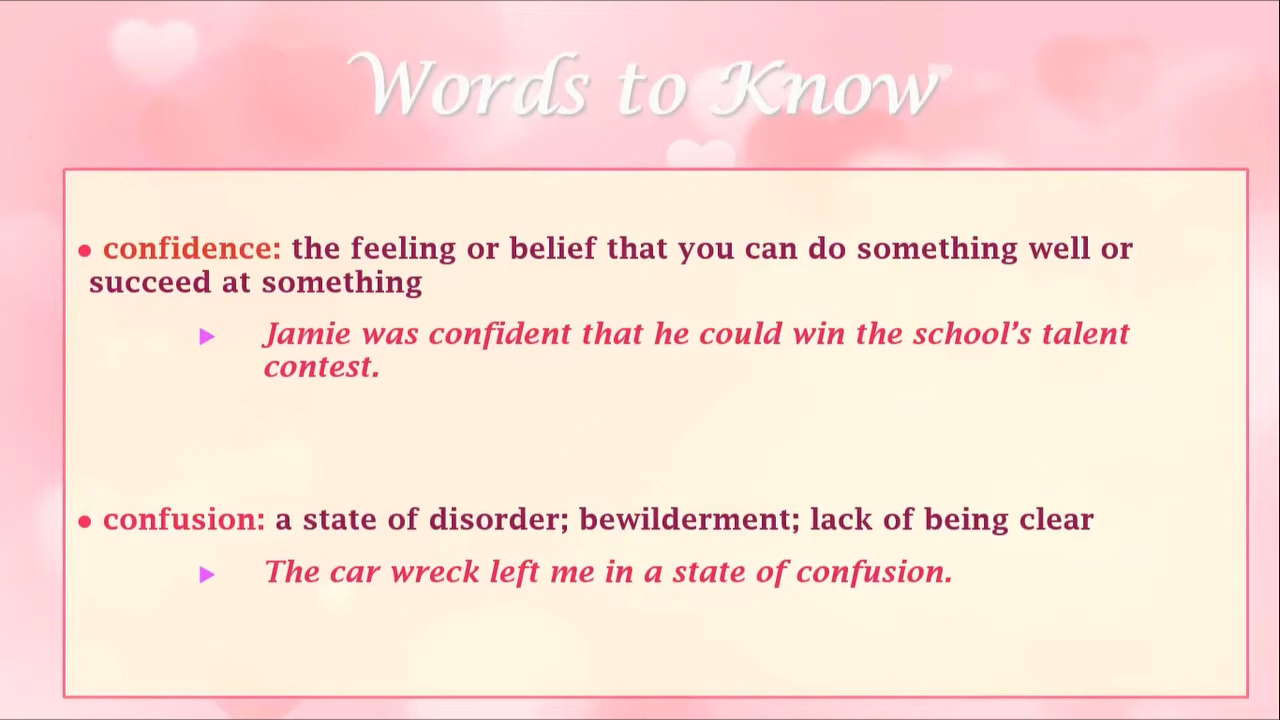 Words to Know
• confidence: the feeling or belief that you can do something well or
succeed at something
▶ Jamie was confident that he could win the school’s talent
contest.
• confusion: a state of disorder; bewilderment; lack of being clear
▶ The car wreck left me in a state of confusion.